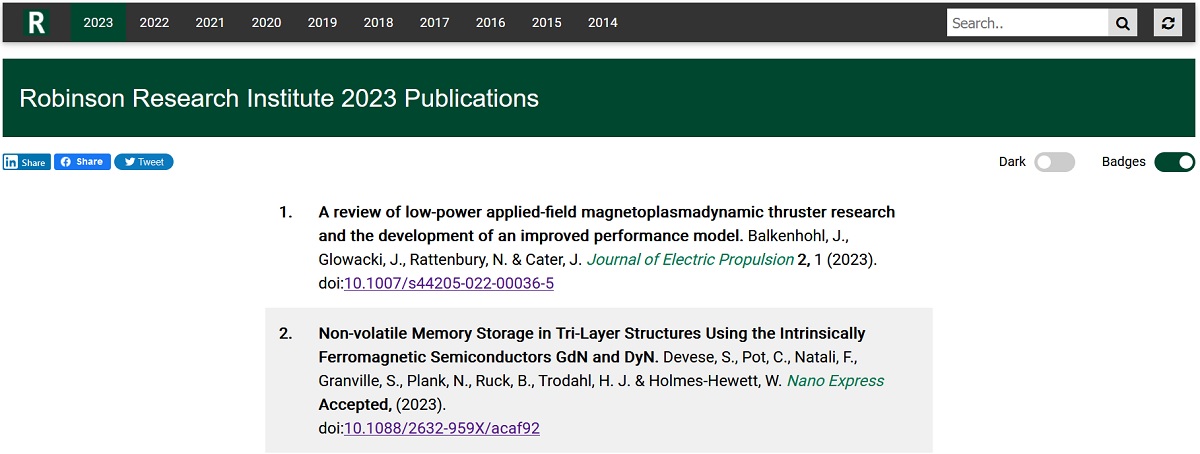 R 2023 2022 2021 2020 2019 2018 2017 2016 2015 2014 Search..
Robinson Research Institute 2023 Publications
in Share Share Tweet Dark Badges
1. A review of low-power applied-field magnetoplasmadynamic thruster research
and the development of an improved performance model. Balkenhohl, J.,
Glowacki, J., Rattenbury, N. & Cater, J. Journal of Electric Propulsion 2, 1 (2023).
doi:10.1007/s44205-022-00036-5
2. Non-volatile Memory Storage in Tri-Layer Structures Using the Intrinsically
Ferromagnetic Semiconductors GdN and DyN. Devese, S., Pot, C., Natali, F.,
Granville, S., Plank, N., Ruck, B., Trodahl, H. J. & Holmes-Hewett, W. Nano Express
Accepted, (2023).
doi:10.1088/2632-959X/acaf92